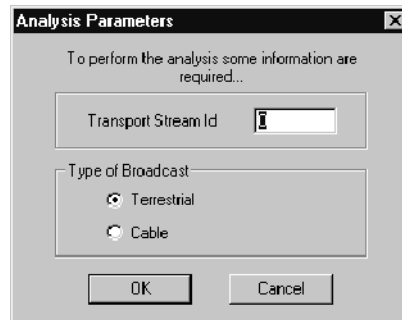 Analysis Parameters
To perform the analysis some information are
required...
Transport Stream Id
Type of Broadcast
Terrestrial
Cable
OK
Cancel